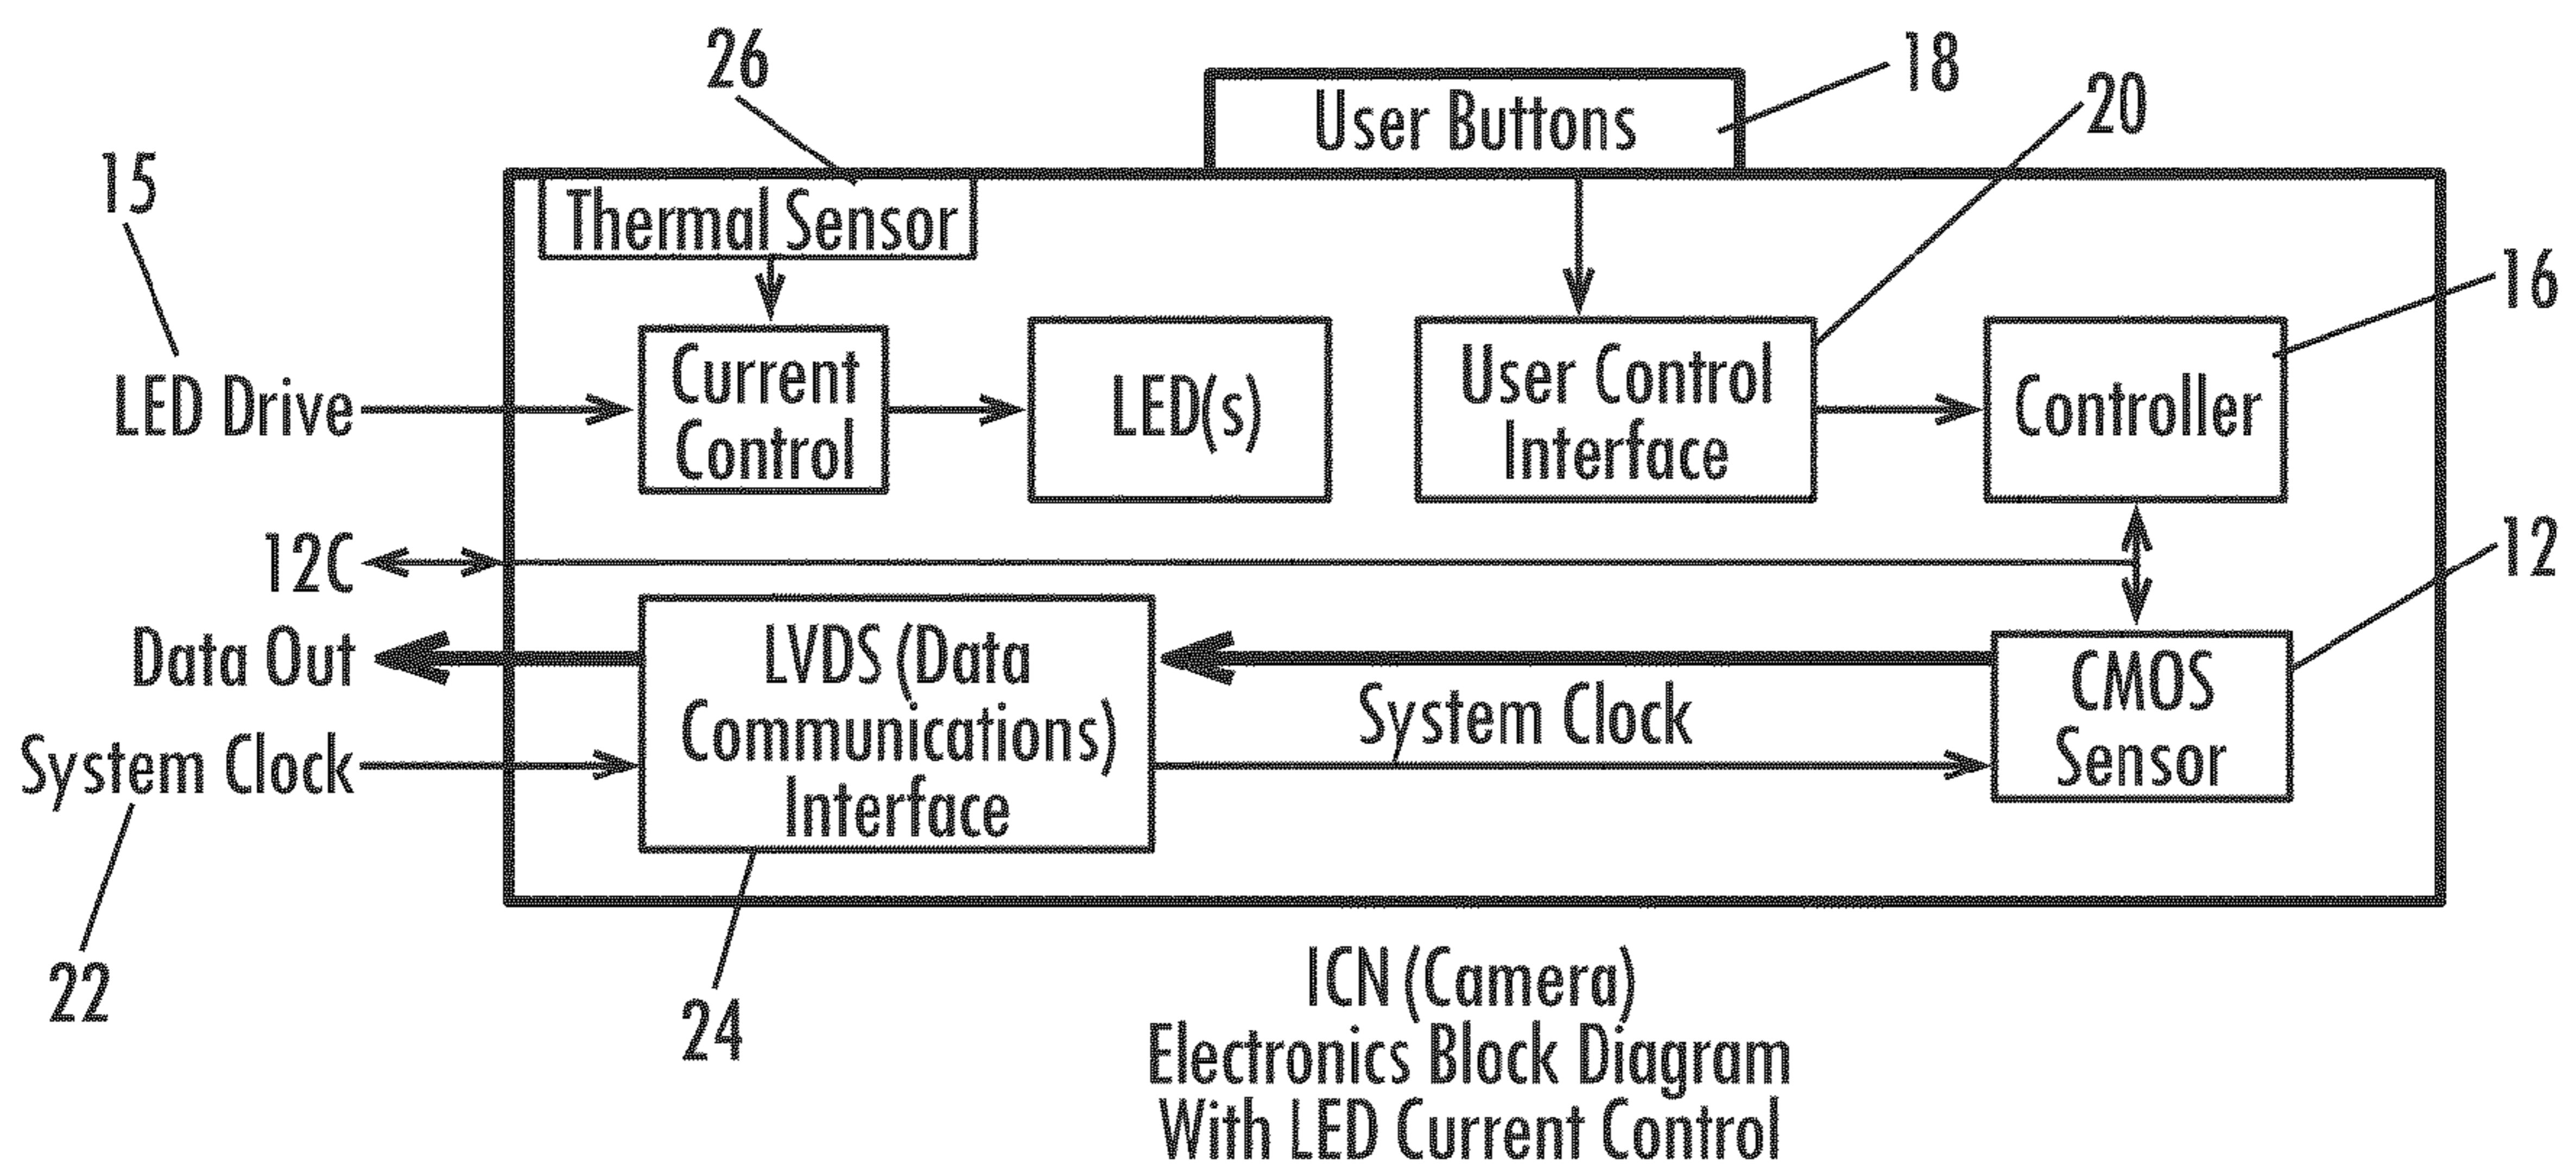 26
18
User Buttons
20
15
Thermal Sensor
16
Current
Control
LED(s)
User Control
Interface
Controller
LED Drive
12C
12
Data Out
LVDS (Data
Communications)
Interface
System Clock
CMOS
Sensor
System Clock
22
24
ICN (Camera)
Electronics Block Diagram
With LED Current Control